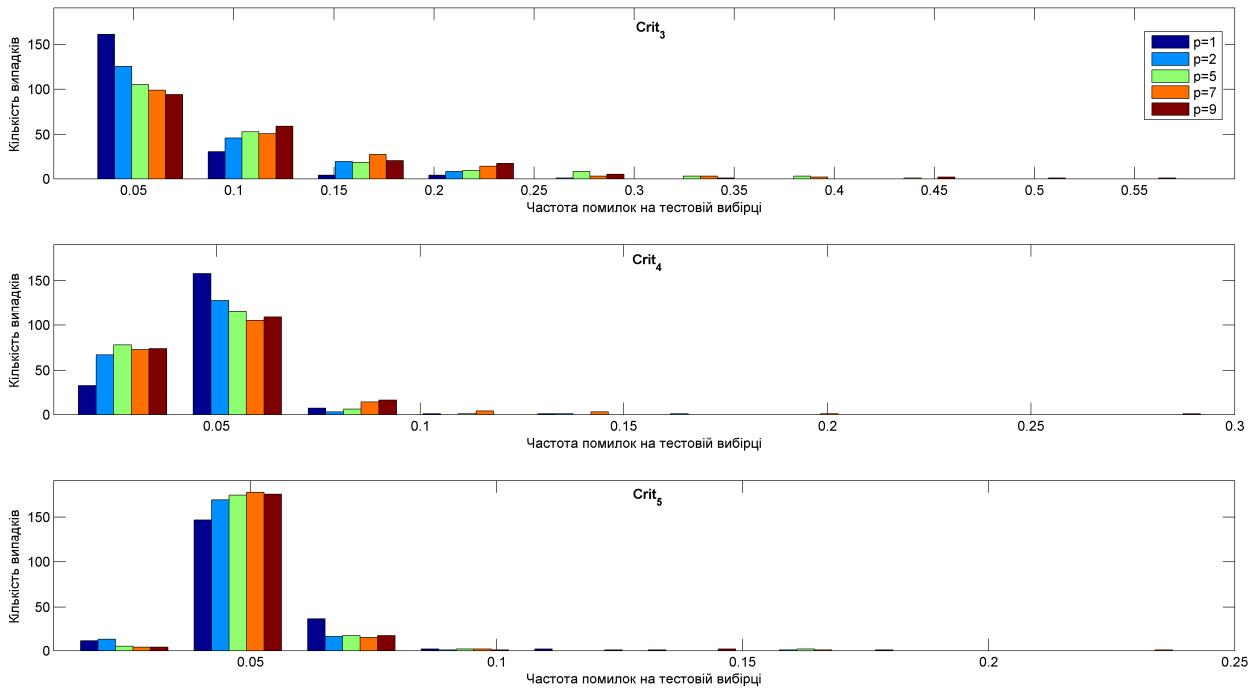 Crit3
p=1
p=2
p=5
p=7
p=9
Кількість випадків
150
100
50
0
0.05 0.1 0.15 0.2 0.25 0.3 0.35 0.4 0.45 0.5 0.55
Частота помилок на тестовій вибірці
Crit4
Кількість випадків
150
100
50
0
0.05 0.1 0.15 0.2 0.25 0.3
Частота помилок на тестовій вибірці
Crit5
Кількість випадків
150
100
50
0
0.05 0.1 0.15 0.2 0.25
Частота помилок на тестовій вибірці